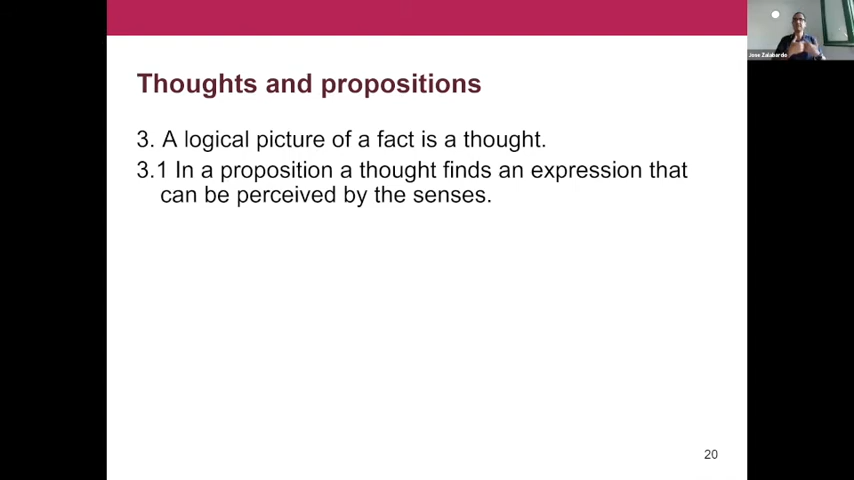 Jose Zalabardo
Thoughts and propositions
3. A logical picture of a fact is a thought.
3.1 In a proposition a thought finds an expression that
can be perceived by the senses.
20